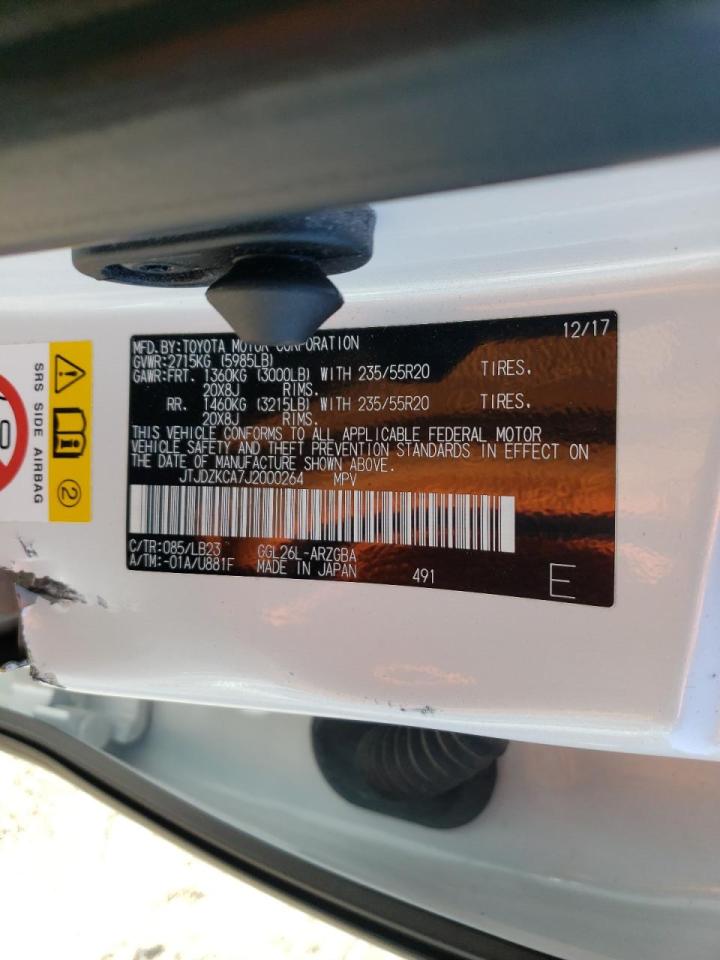 12/17
MFD.BY:TOYOTA MOTOR CORPORATION
GVWR:2715KG (5985LB)
GAWR:FRT. 1360KG (3000LB) WITH 235/55R20 TIRES.
20X8J RIMS.
RR. 1460KG (3215LB) WITH 235/55R20 TIRES.
20X8J RIMS.
THIS VEHICLE CONFORMS TO ALL APPLICABLE FEDERAL MOTOR
VEHICLE SAFETY AND THEFT PREVENTION STANDARDS IN EFFECT ON
THE DATE OF MANUFACTURE SHOWN ABOVE.
JTJDZKCA7J2000264 MPV
C/TR:085/LB23 GGL26L-ARZGBA
A/TM:-01A/U881F MADE IN JAPAN 491 E
SRS SIDE AIRBAG
2